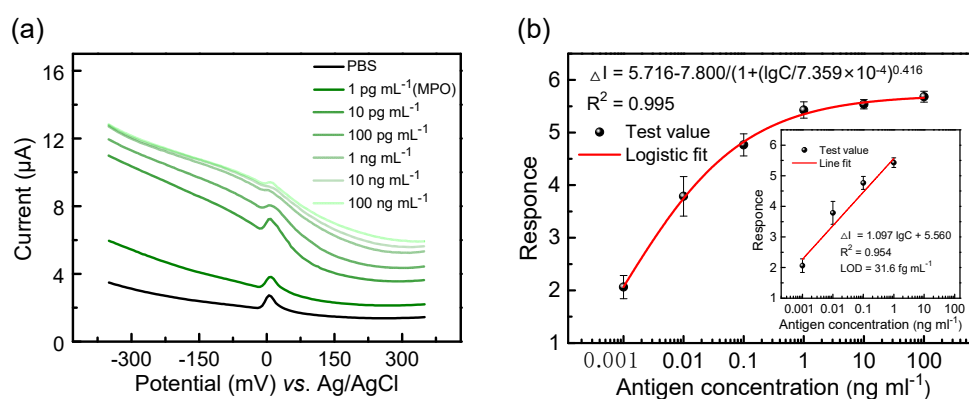 (a)
PBS
1 pg mL⁻¹(MPO)
10 pg mL⁻¹
100 pg mL⁻¹
1 ng mL⁻¹
10 ng mL⁻¹
100 ng mL⁻¹
16
12
8
4
0
Current (μA)
-300 -150 0 150 300
Potential (mV) vs. Ag/AgCl
(b)
△I = 5.716-7.800/(1+(lgC/7.359×10⁻⁴)⁰·⁴¹⁶)
R² = 0.995
Test value
Logistic fit
6
5
4
3
2
1
Responce
0.001 0.01 0.1 1 10 100
Antigen concentration (ng ml⁻¹)
Test value
Line fit
△I = 1.097 lgC + 5.560
R² = 0.954
LOD = 31.6 fg mL⁻¹
6
5
4
3
2
1
Responce
0.001 0.01 0.1 1 10 100
Antigen concentration (ng ml⁻¹)